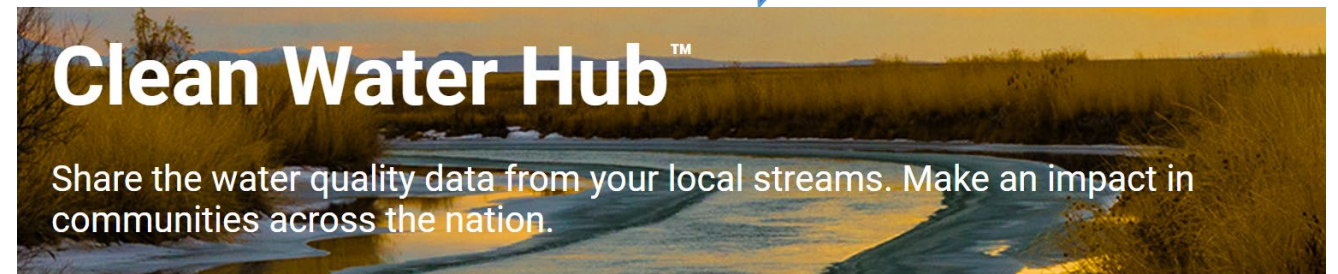 Clean Water Hub™
Share the water quality data from your local streams. Make an impact in
communities across the nation.